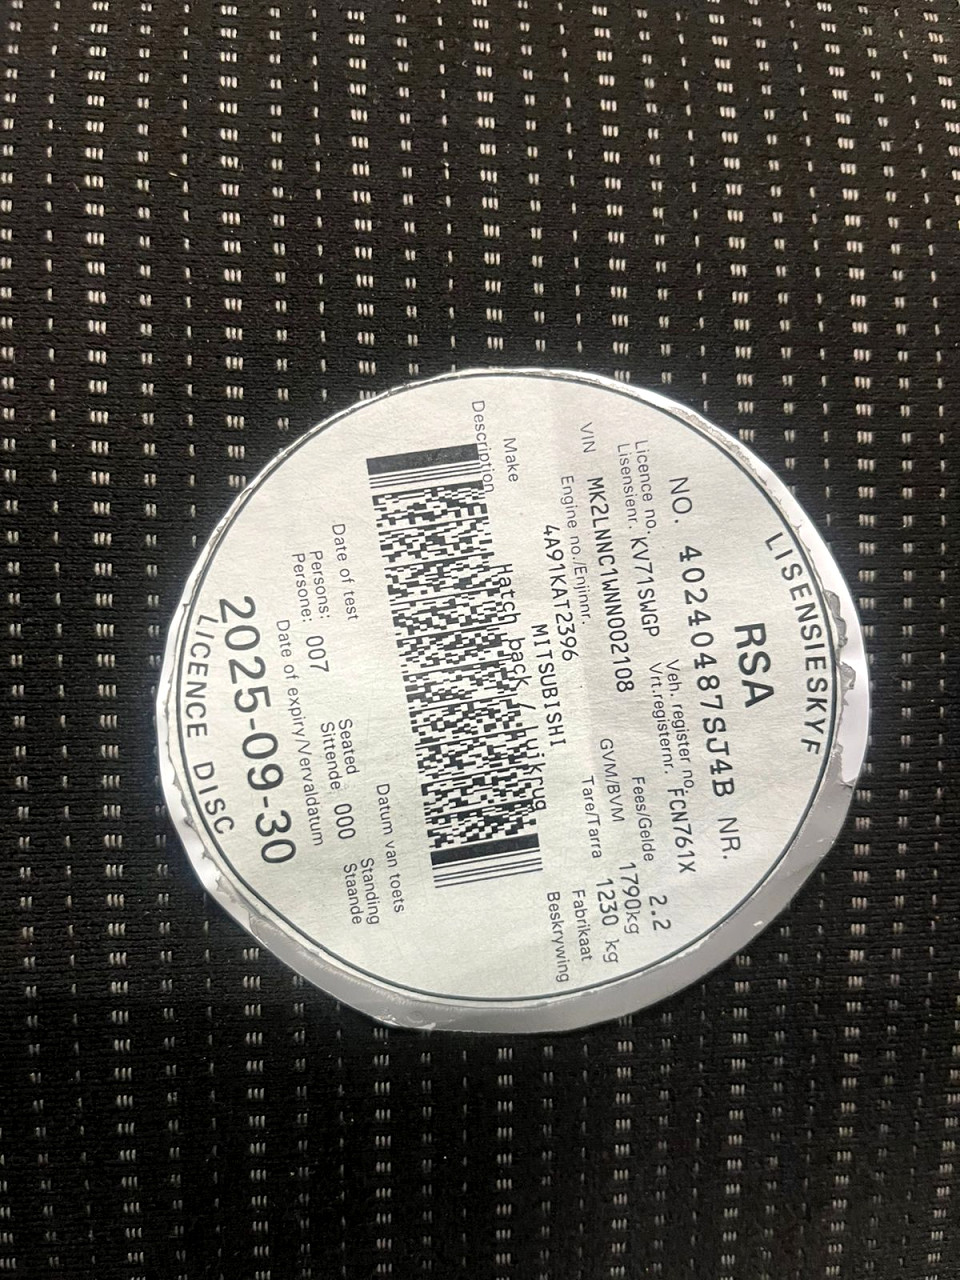 LISENSIESKYF
RSA
NO. 40240487SJ4B NR.
Licence no. KV71SWGP Veh. register no. FCN761X
Lisensienr. Vrt.registernr.
Fees/Gelde 2.2
VIN MK2LNNC1WNN002108 GVM/BVM 1790kg
Engine no./Enjinnr. Tare/Tarra 1230 kg
4A91KAT2396
Make MITSUBISHI Fabrikaat
Description Hatch back / Luikrug Beskrywing
Date of test Datum van toets
Persons: 007 Seated 000 Standing
Persone: Sittende Staande
Date of expiry/Vervaldatum
2025-09-30
LICENCE DISC